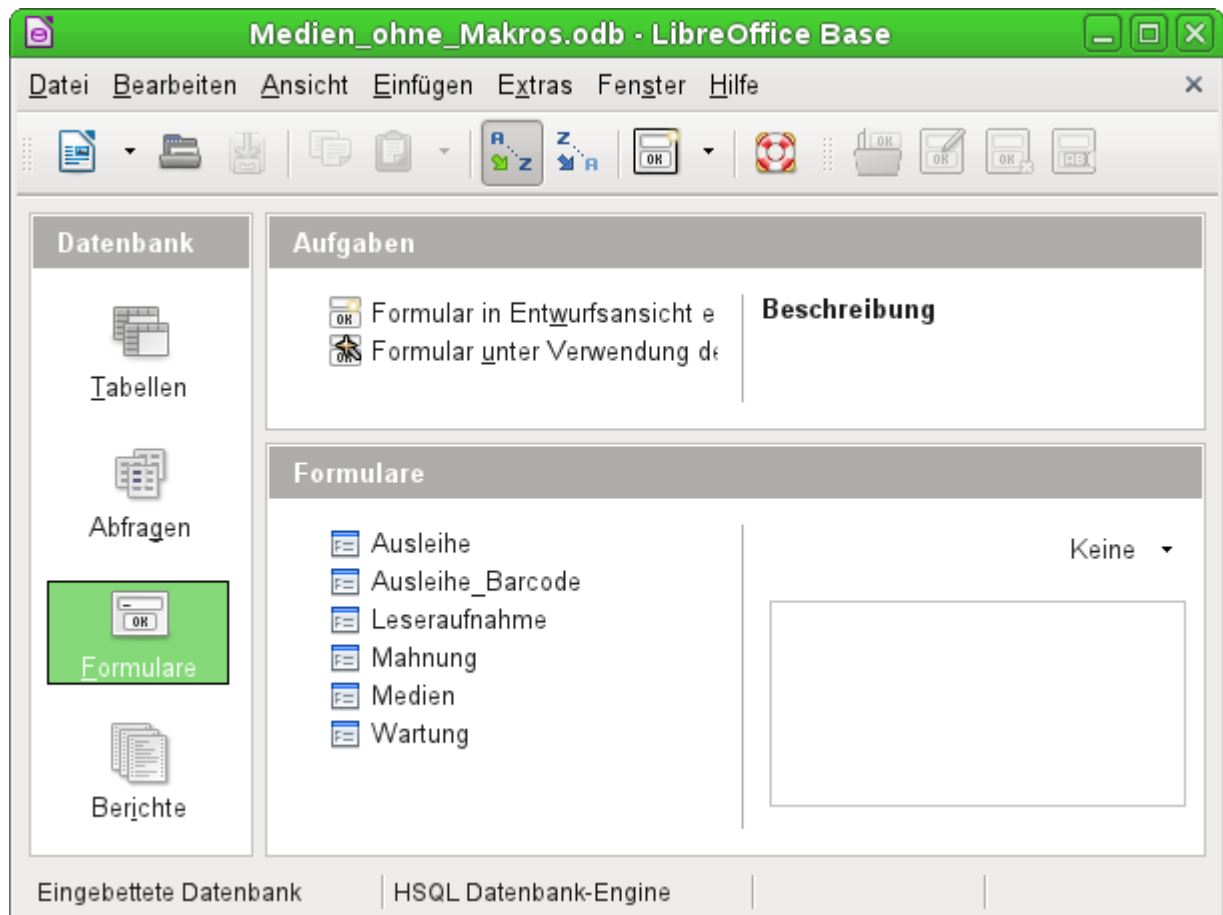 Medien_ohne_Makros.odb - LibreOffice Base
Datei Bearbeiten Ansicht Einfügen Extras Fenster Hilfe
Datenbank
Tabellen
Abfragen
Formulare
Berichte
Aufgaben
Formular in Entwurfsansicht e
Formular unter Verwendung de
Beschreibung
Formulare
Ausleihe
Ausleihe_Barcode
Leseraufnahme
Mahnung
Medien
Wartung
Keine
Eingebettete Datenbank HSQL Datenbank-Engine